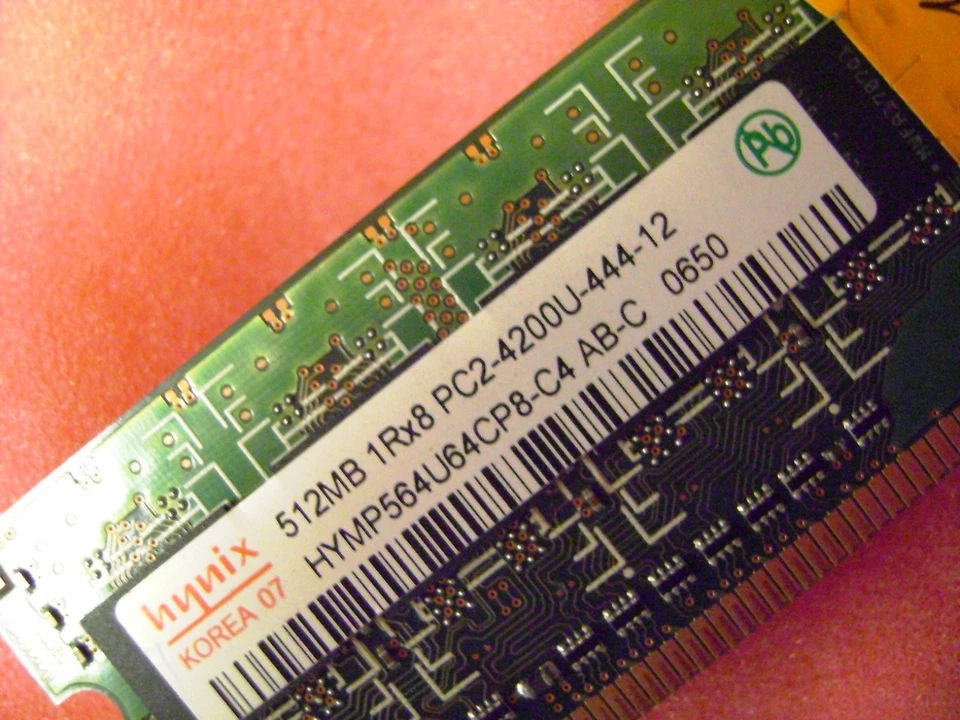 512MB 1Rx8 PC2-4200U-444-12
HYMP564U64CP8-C4 AB-C 0650
hynix
KOREA 07
Pb